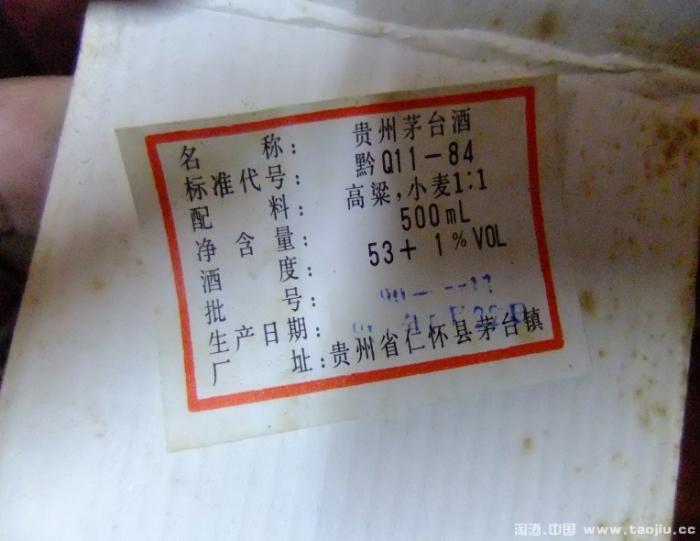 名称：贵州茅台酒
标准代号：黔Q11-84
配料：高粱，小麦1:1
净含量：500mL
酒度：53+1%VOL
批号：
生产日期：
厂址：贵州省仁怀县茅台镇
淘酒.中国 www.taojiu.cc